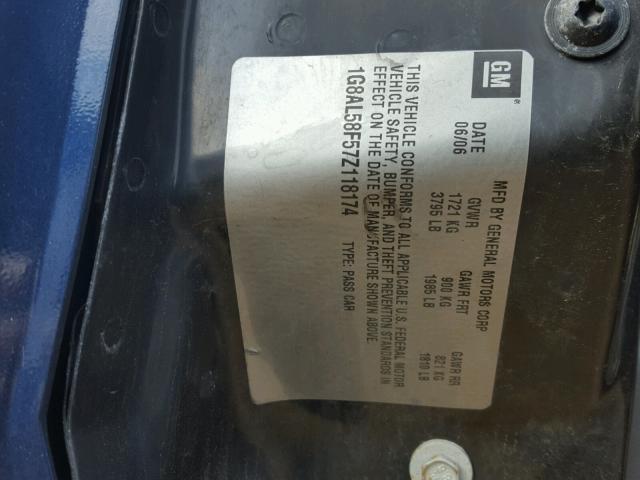 GM
MFD BY GENERAL MOTORS CORP
DATE GVWR GAWR FRT GAWR RR
06/06 1721 KG 900 KG 821 KG
3795 LB 1985 LB 1810 LB
THIS VEHICLE CONFORMS TO ALL APPLICABLE U.S. FEDERAL MOTOR
VEHICLE SAFETY, BUMPER, AND THEFT PREVENTION STANDARDS IN
EFFECT ON THE DATE OF MANUFACTURE SHOWN ABOVE.
1G8AL58F57Z118174 TYPE: PASS CAR